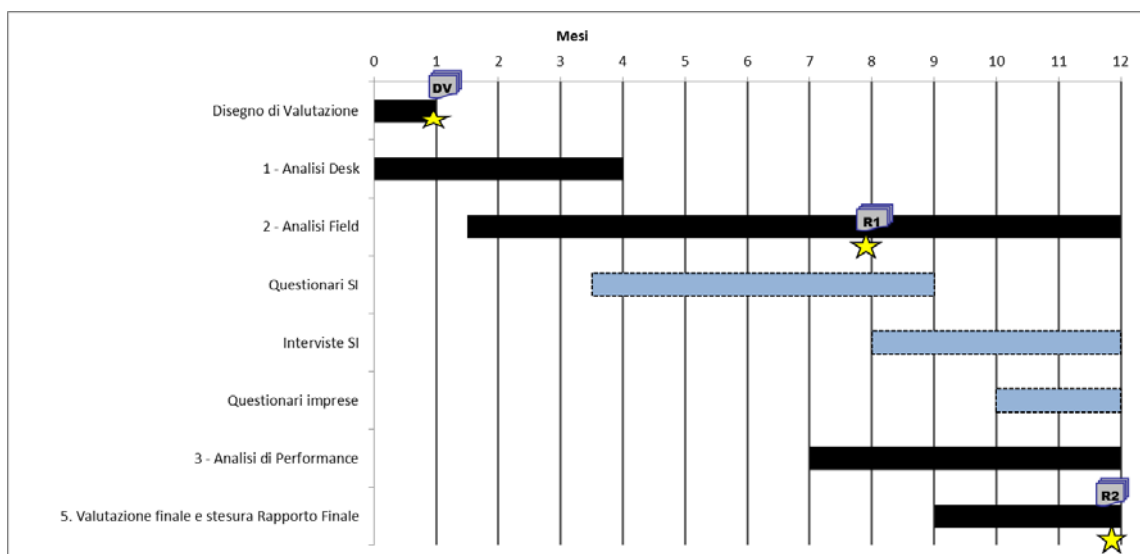 Mesi
0 1 2 3 4 5 6 7 8 9 10 11 12
DV
Disegno di Valutazione
1 - Analisi Desk
R1
2 - Analisi Field
Questionari SI
Interviste SI
Questionari imprese
3 - Analisi di Performance
R2
5. Valutazione finale e stesura Rapporto Finale